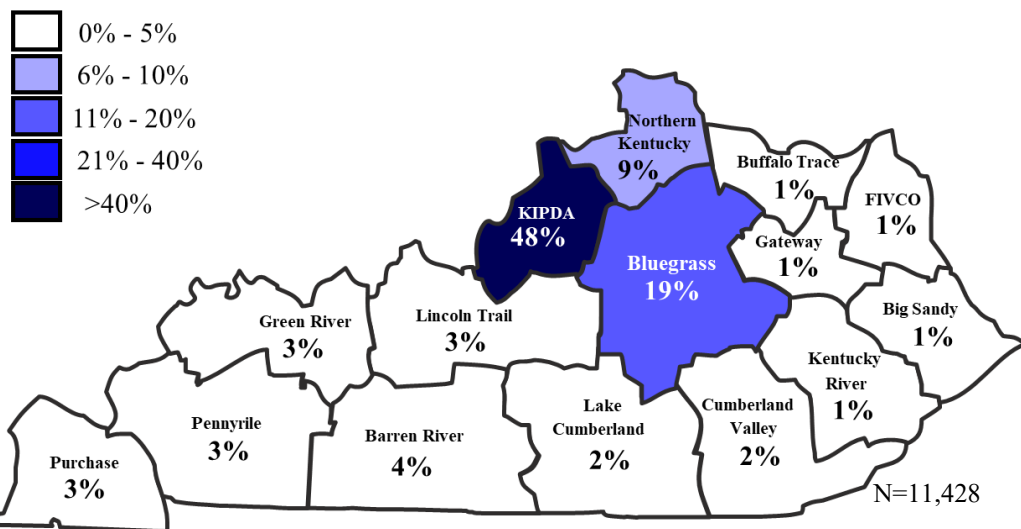 0% - 5%
6% - 10%
11% - 20%
21% - 40%
>40%
Northern
Kentucky
9%
Buffalo Trace
1%
FIVCO
1%
KIPDA
48%
Gateway
1%
Bluegrass
19%
Big Sandy
1%
Green River
3%
Lincoln Trail
3%
Kentucky
River
1%
Pennyrile
3%
Barren River
4%
Lake
Cumberland
2%
Cumberland
Valley
2%
Purchase
3%
N=11,428